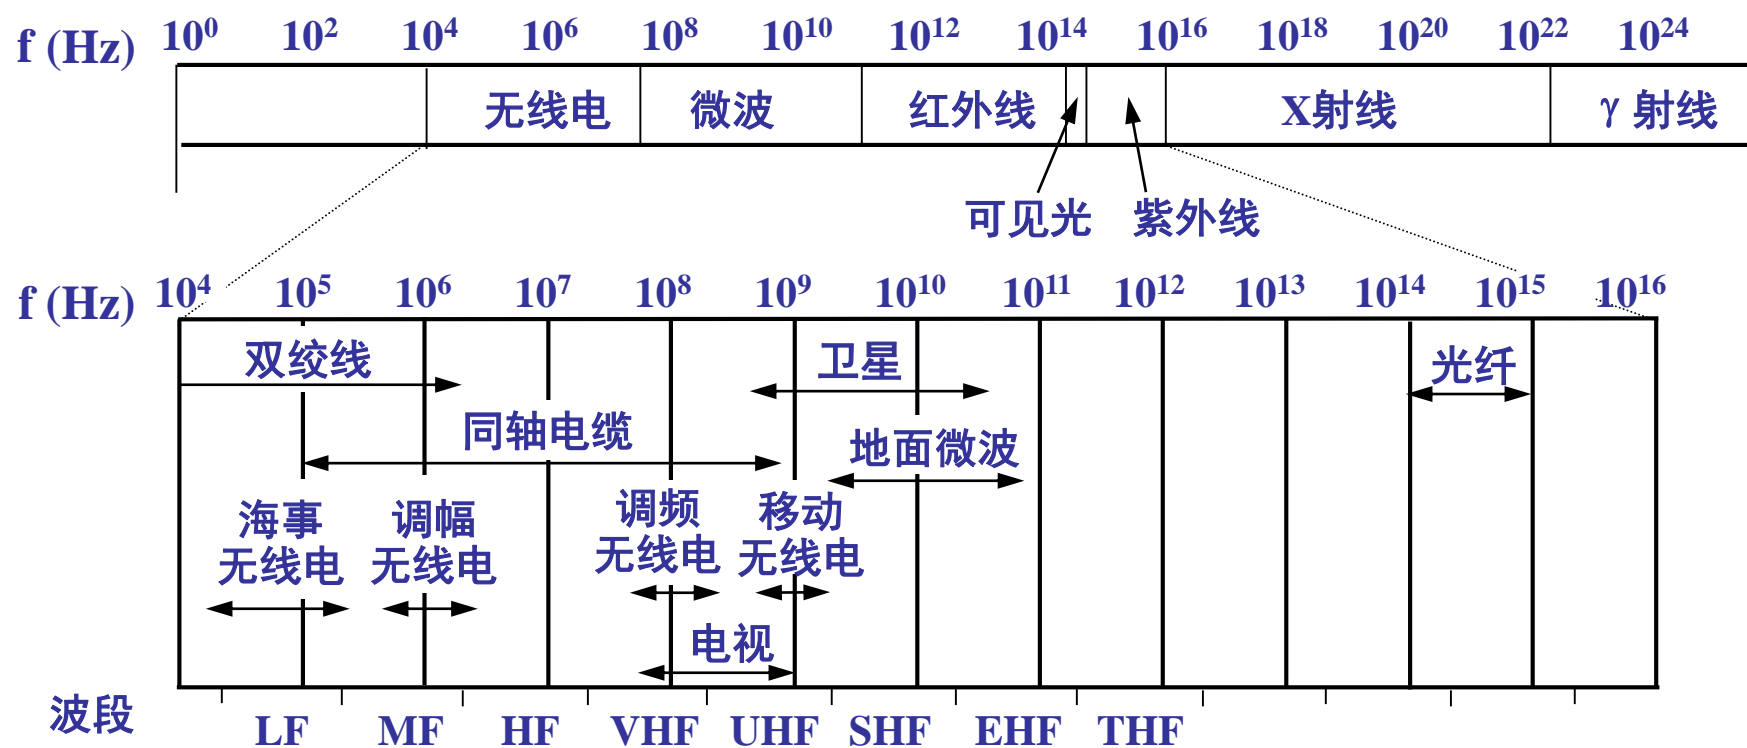 f (Hz) 10⁰ 10² 10⁴ 10⁶ 10⁸ 10¹⁰ 10¹² 10¹⁴ 10¹⁶ 10¹⁸ 10²⁰ 10²² 10²⁴
无线电 微波 红外线 X射线 γ 射线
可见光 紫外线
f (Hz) 10⁴ 10⁵ 10⁶ 10⁷ 10⁸ 10⁹ 10¹⁰ 10¹¹ 10¹² 10¹³ 10¹⁴ 10¹⁵ 10¹⁶
双绞线 卫星 光纤
同轴电缆 地面微波
海事
无线电
调幅
无线电
调频
无线电
移动
无线电
电视
波段 LF MF HF VHF UHF SHF EHF THF